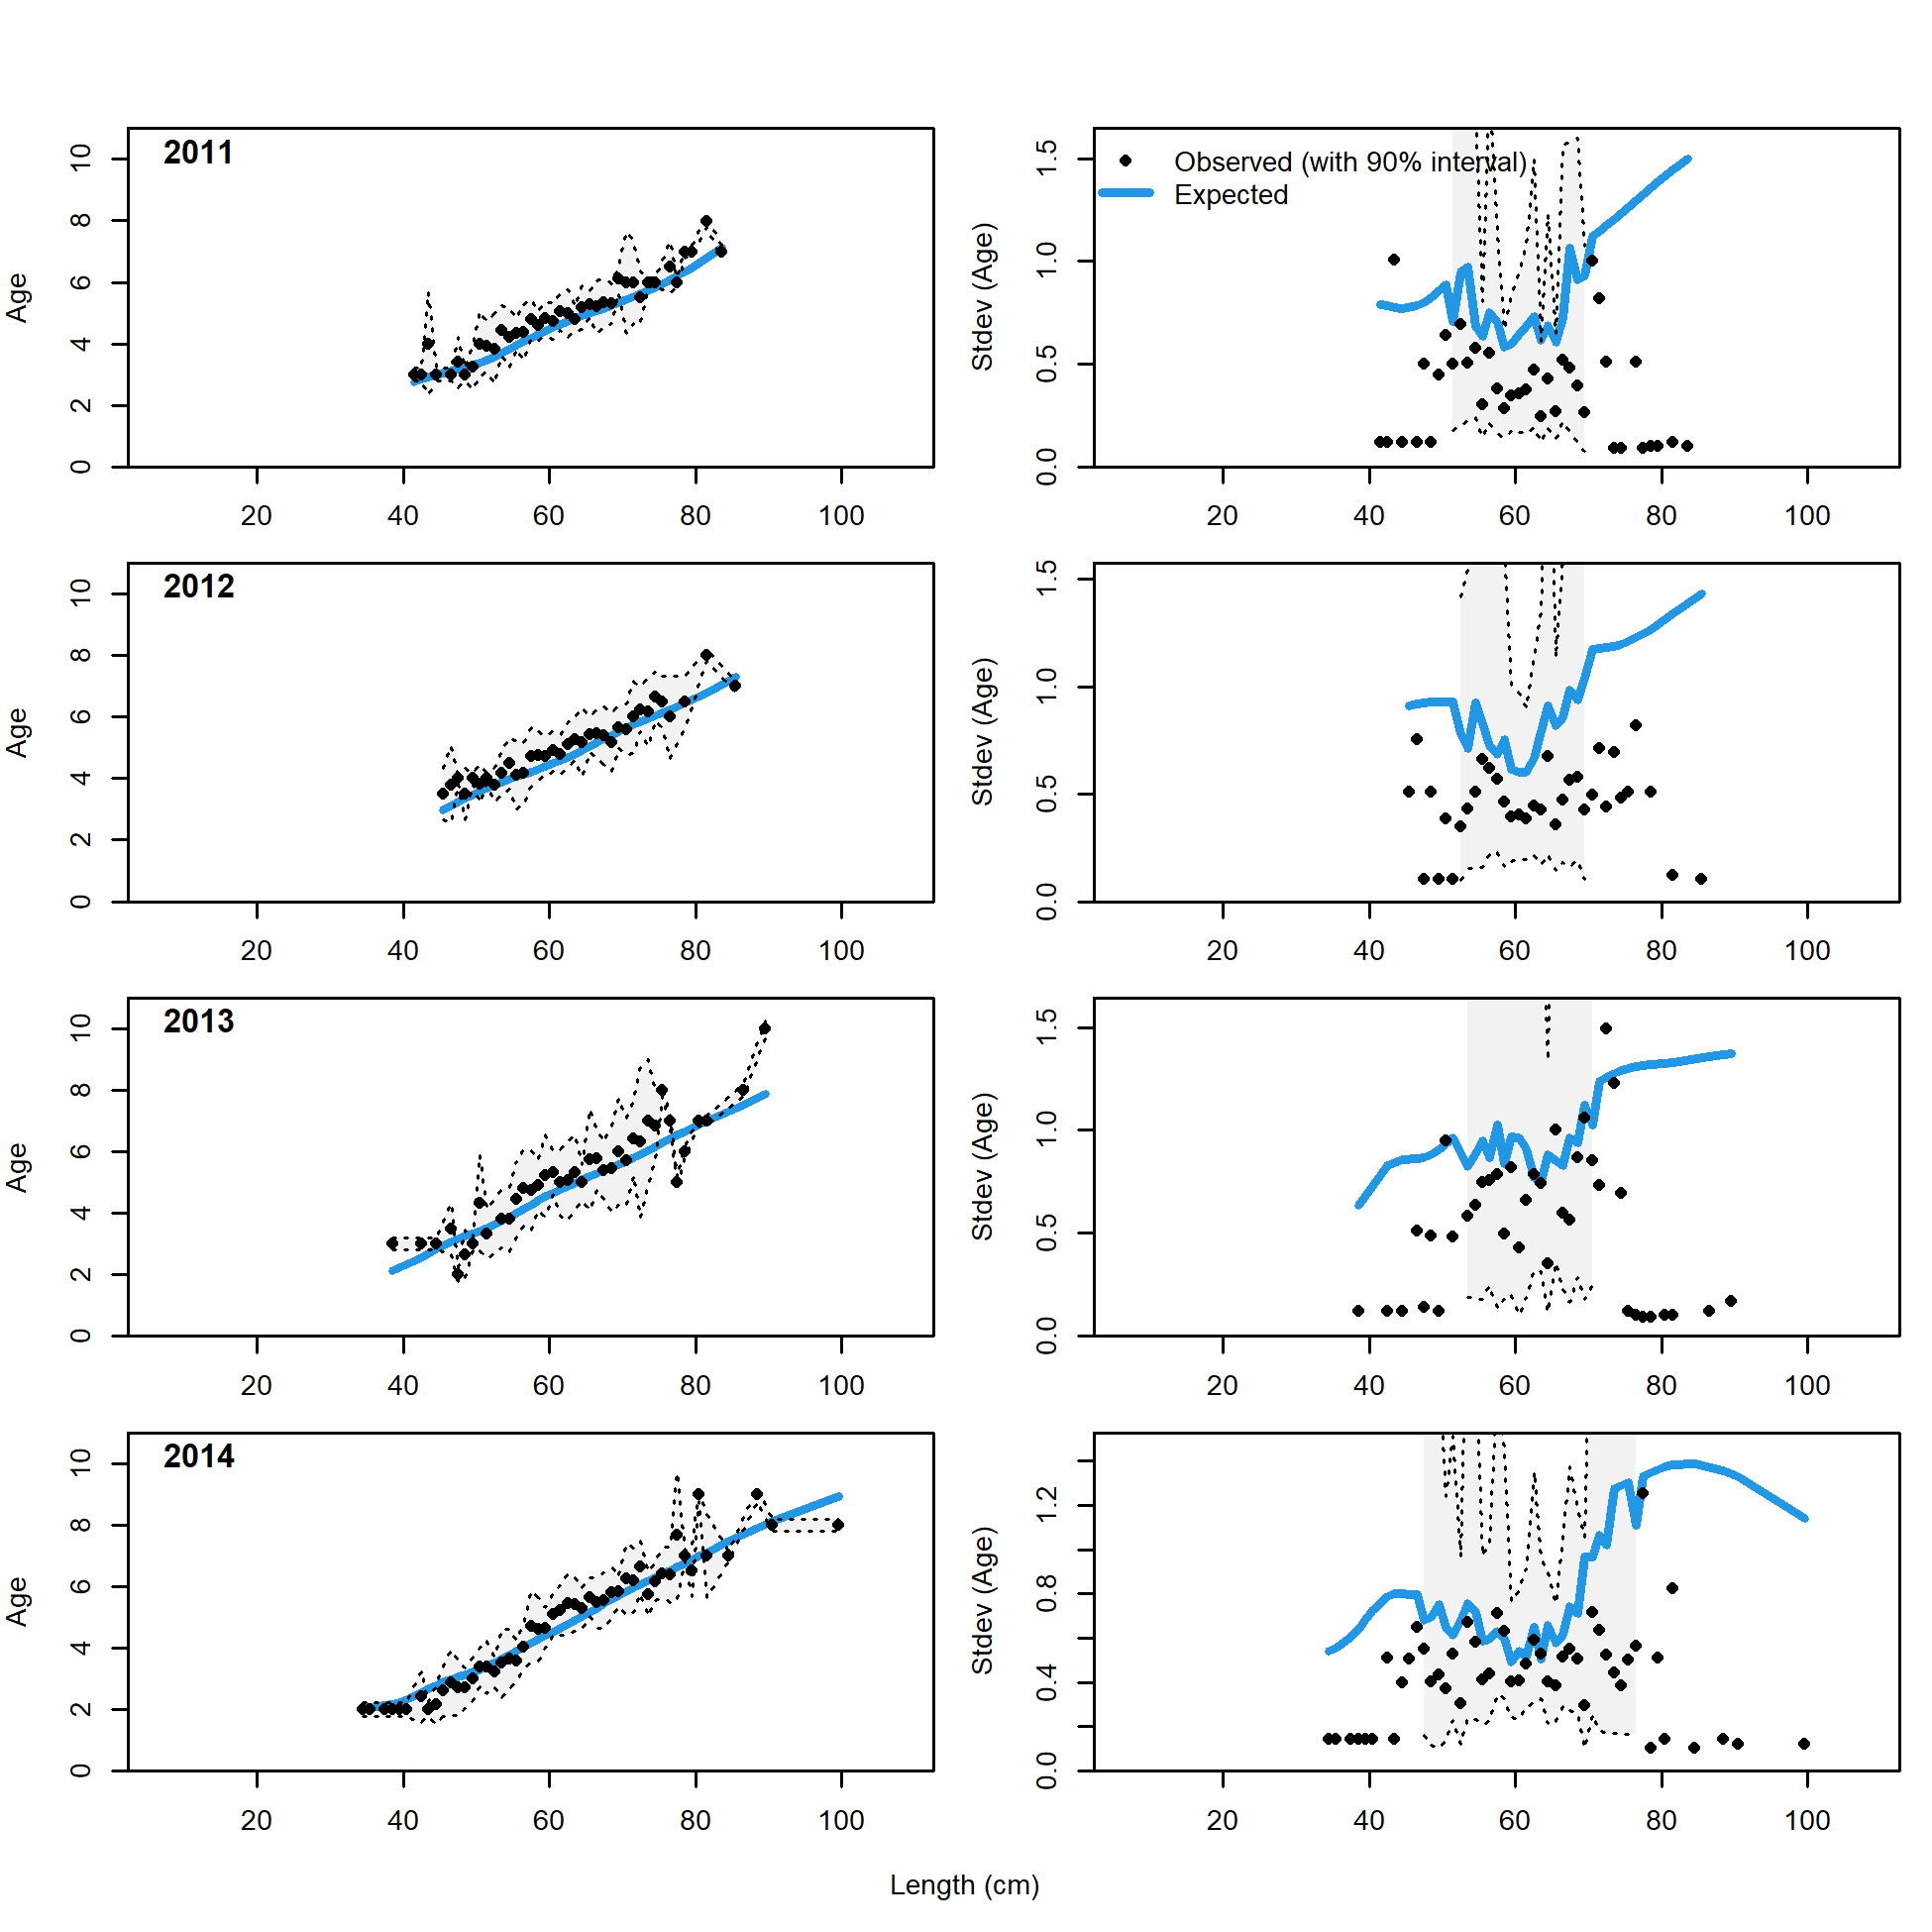 2011
Age
0 2 4 6 8 10
20 40 60 80 100
Observed (with 90% interval)
Expected
Stdev (Age)
0.0 0.5 1.0 1.5
20 40 60 80 100
2012
Age
0 2 4 6 8 10
20 40 60 80 100
Stdev (Age)
0.0 0.5 1.0 1.5
20 40 60 80 100
2013
Age
0 2 4 6 8 10
20 40 60 80 100
Stdev (Age)
0.0 0.5 1.0 1.5
20 40 60 80 100
2014
Age
0 2 4 6 8 10
20 40 60 80 100
Stdev (Age)
0.0 0.4 0.8 1.2
20 40 60 80 100
Length (cm)